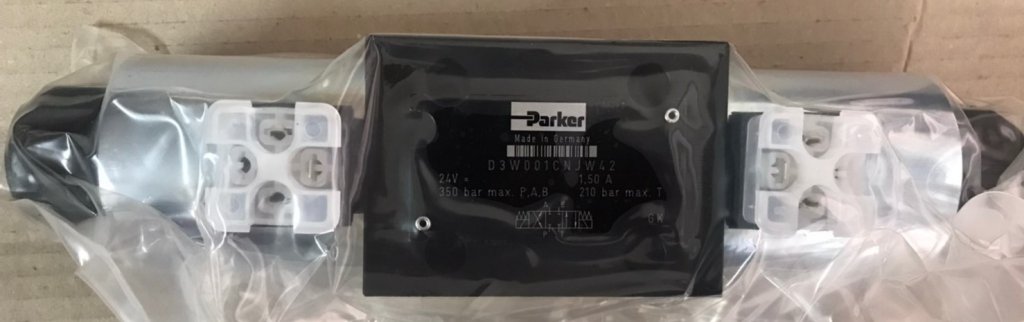 Parker
Made in Germany
D3W001CNJW42
24V = 1.50 A
350 bar max. P.A.B 210 bar max. T